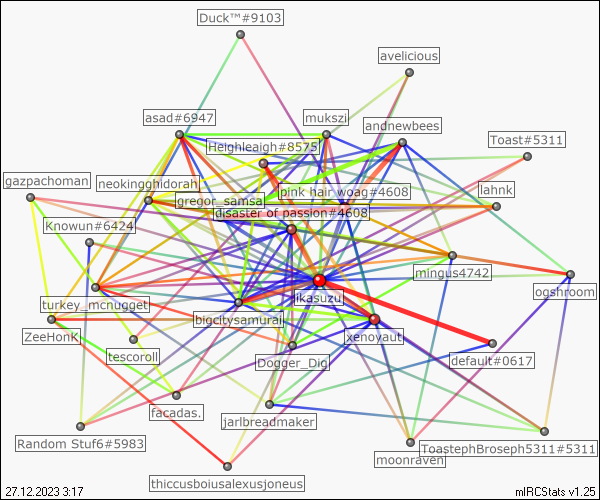 Duck™#9103
avelicious
asad#6947
mukszi
andnewbees
Heighleaigh#8575
Toast#5311
gazpachoman
neokingghidorah
pink hair woag#4608
lahnk
gregor_samsa
disaster of passion#4608
Knowun#6424
mingus4742
ogshroom
turkey_mcnugget
ikasuzu
bigcitysamurai
ZeeHonk
xenoyaut
tescoroll
Dogger_Dig
default#0617
facadas.
jarlbreadmaker
Random Stuf6#5983
ToastephBroseph5311#5311
moonraven
thiccusboiusalexusjoneus
27.12.2023 3:17
mIRCStats v1.25